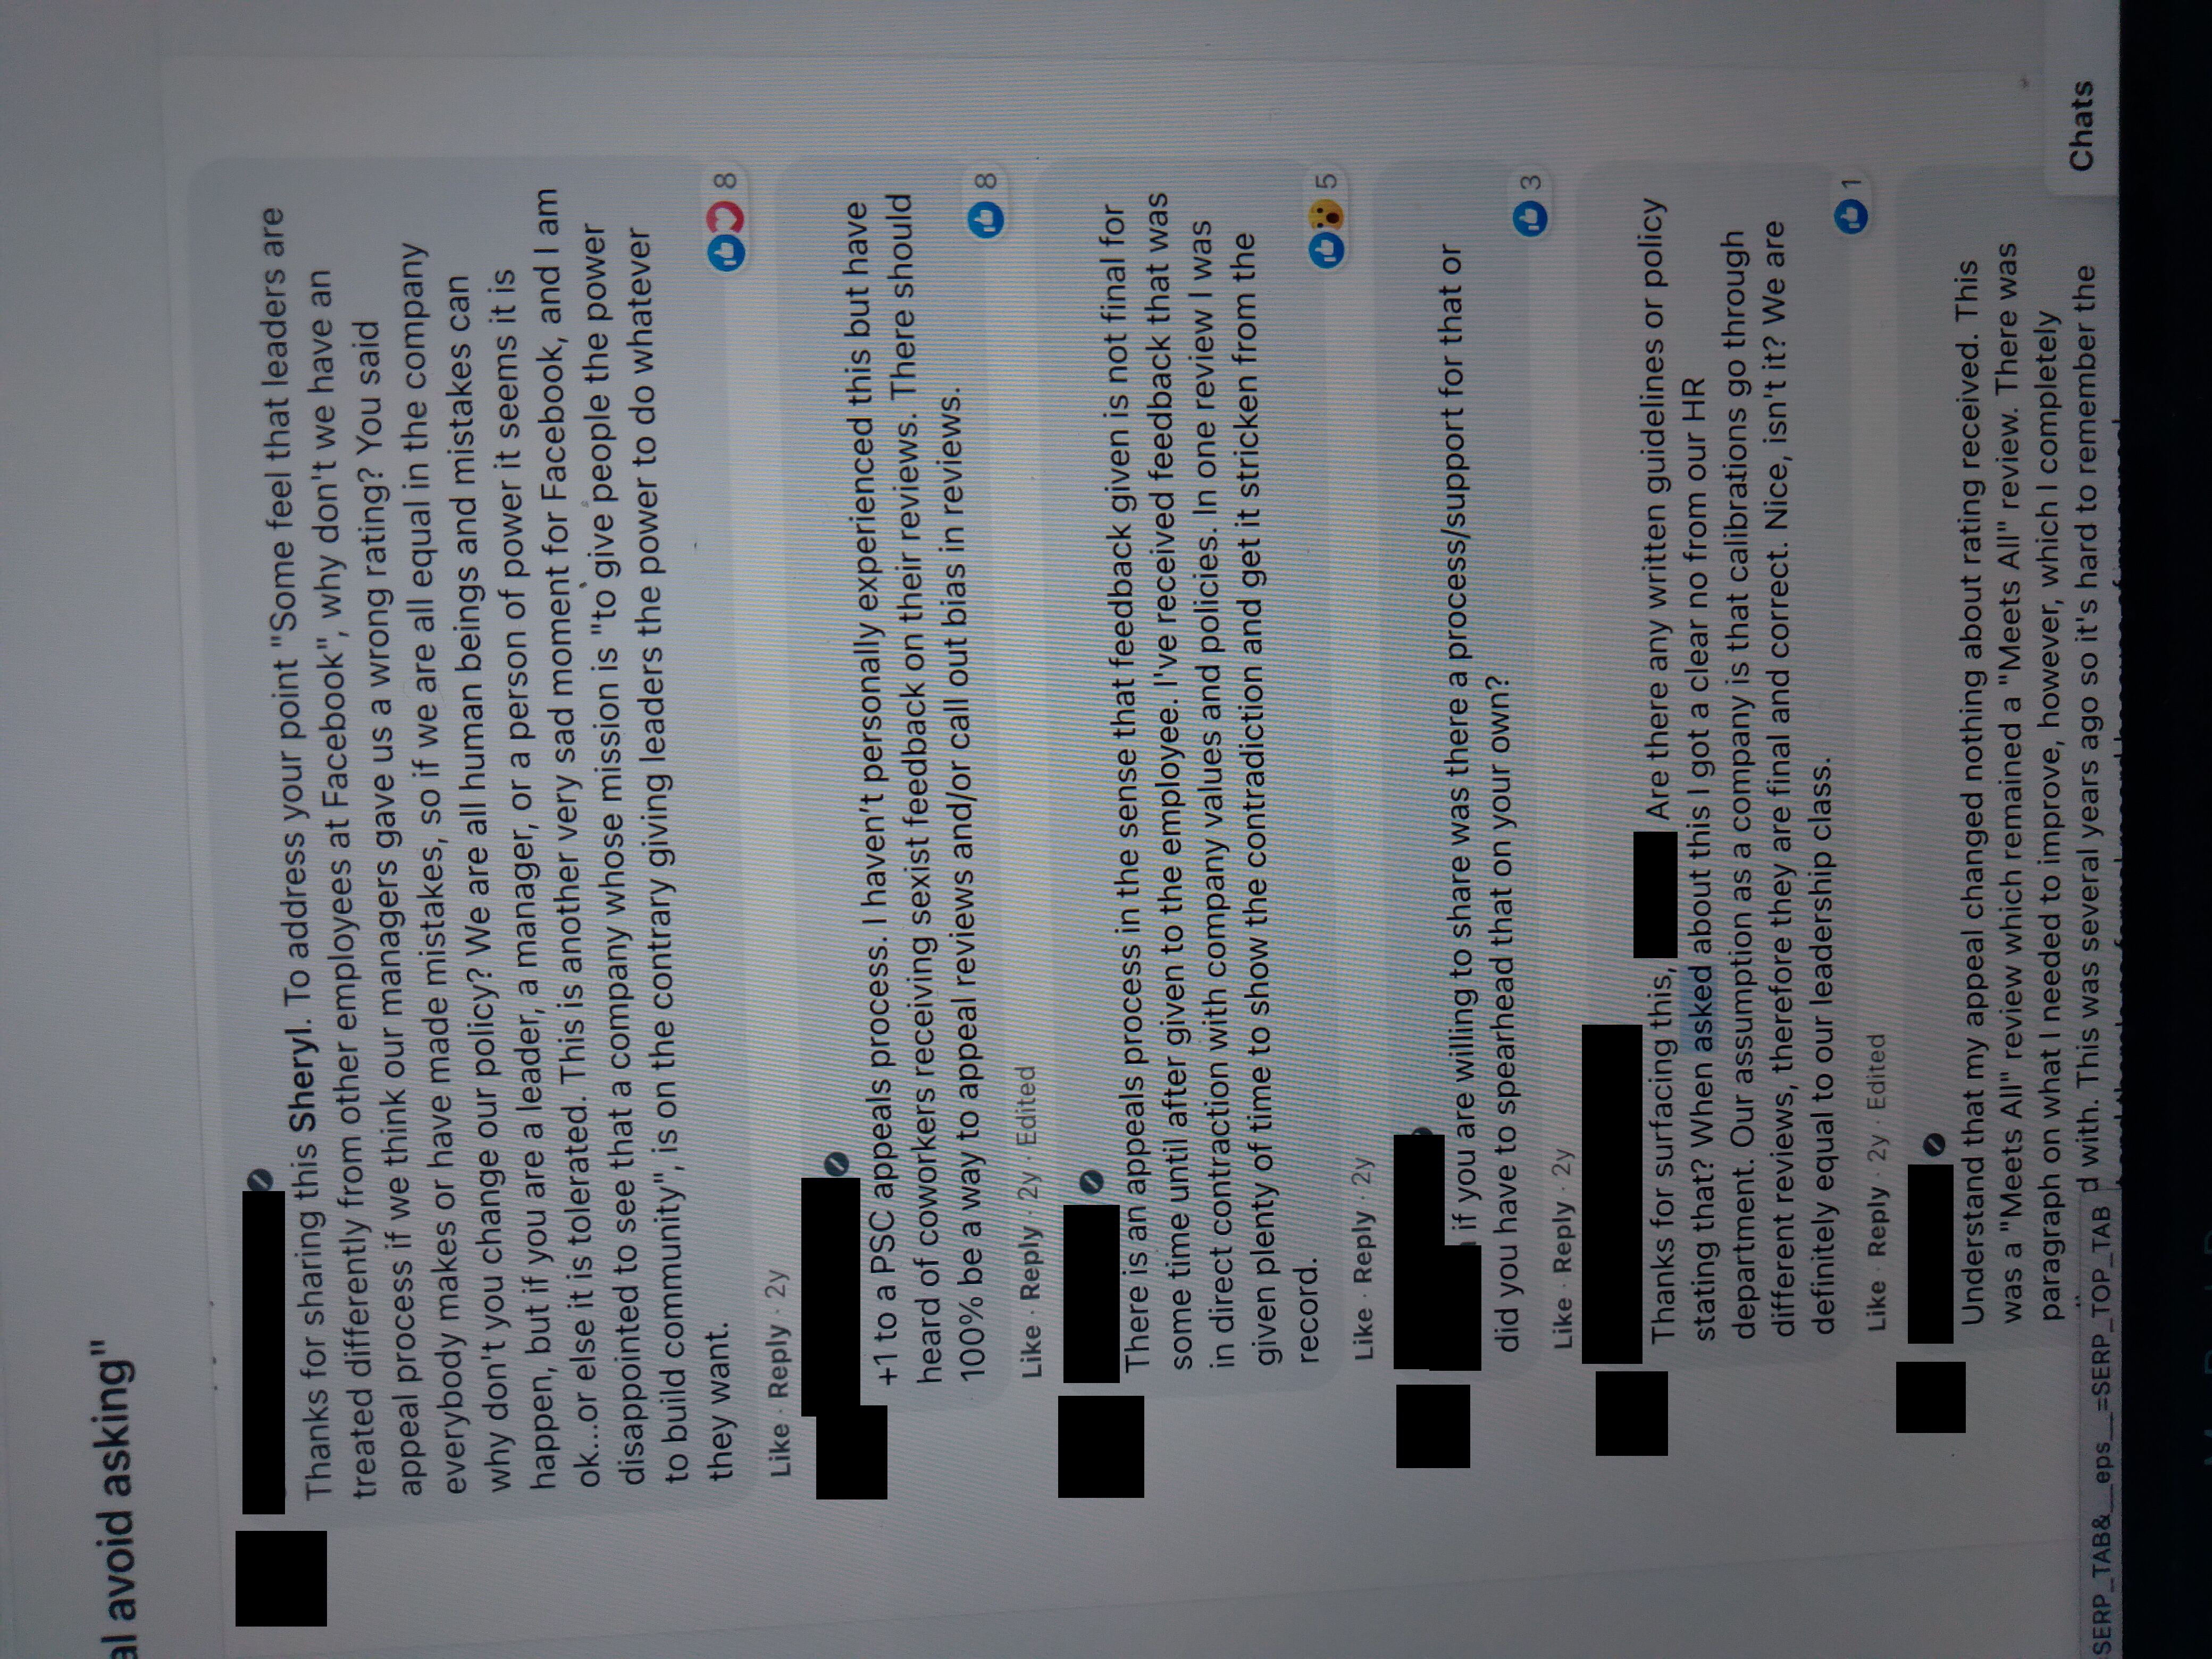 al avoid asking"
Thanks for sharing this Sheryl. To address your point "Some feel that leaders are
treated differently from other employees at Facebook", why don't we have an
appeal process if we think our managers gave us a wrong rating? You said
everybody makes or have made mistakes, so if we are all equal in the company
why don't you change our policy? We are all human beings and mistakes can
happen, but if you are a leader, a manager, or a person of power it seems it is
ok...or else it is tolerated. This is another very sad moment for Facebook, and I am
disappointed to see that a company whose mission is "to give people the power
to build community", is on the contrary giving leaders the power to do whatever
they want.
8
Like · Reply · 2y
+1 to a PSC appeals process. I haven't personally experienced this but have
heard of coworkers receiving sexist feedback on their reviews. There should
100% be a way to appeal reviews and/or call out bias in reviews.
8
Like · Reply · 2y · Edited
There is an appeals process in the sense that feedback given is not final for
some time until after given to the employee. I've received feedback that was
in direct contraction with company values and policies. In one review I was
given plenty of time to show the contradiction and get it stricken from the
record.
5
Like · Reply · 2y
if you are willing to share was there a process/support for that or
did you have to spearhead that on your own?
3
Like · Reply · 2y
Thanks for surfacing this, Are there any written guidelines or policy
stating that? When asked about this I got a clear no from our HR
department. Our assumption as a company is that calibrations go through
different reviews, therefore they are final and correct. Nice, isn't it? We are
definitely equal to our leadership class.
1
Like · Reply · 2y · Edited
Understand that my appeal changed nothing about rating received. This
was a "Meets All" review which remained a "Meets All" review. There was
paragraph on what I needed to improve, however, which I completely
d with. This was several years ago so it's hard to remember the
SERP_TAB&__eps__=SERP_TOP_TAB
Chats